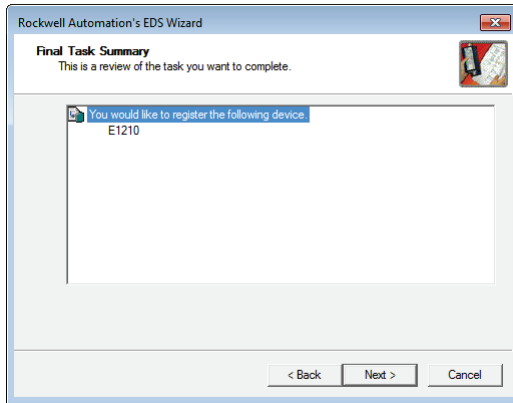 Rockwell Automation's EDS Wizard
Final Task Summary
This is a review of the task you want to complete.
You would like to register the following device.
E1210
< Back
Next >
Cancel